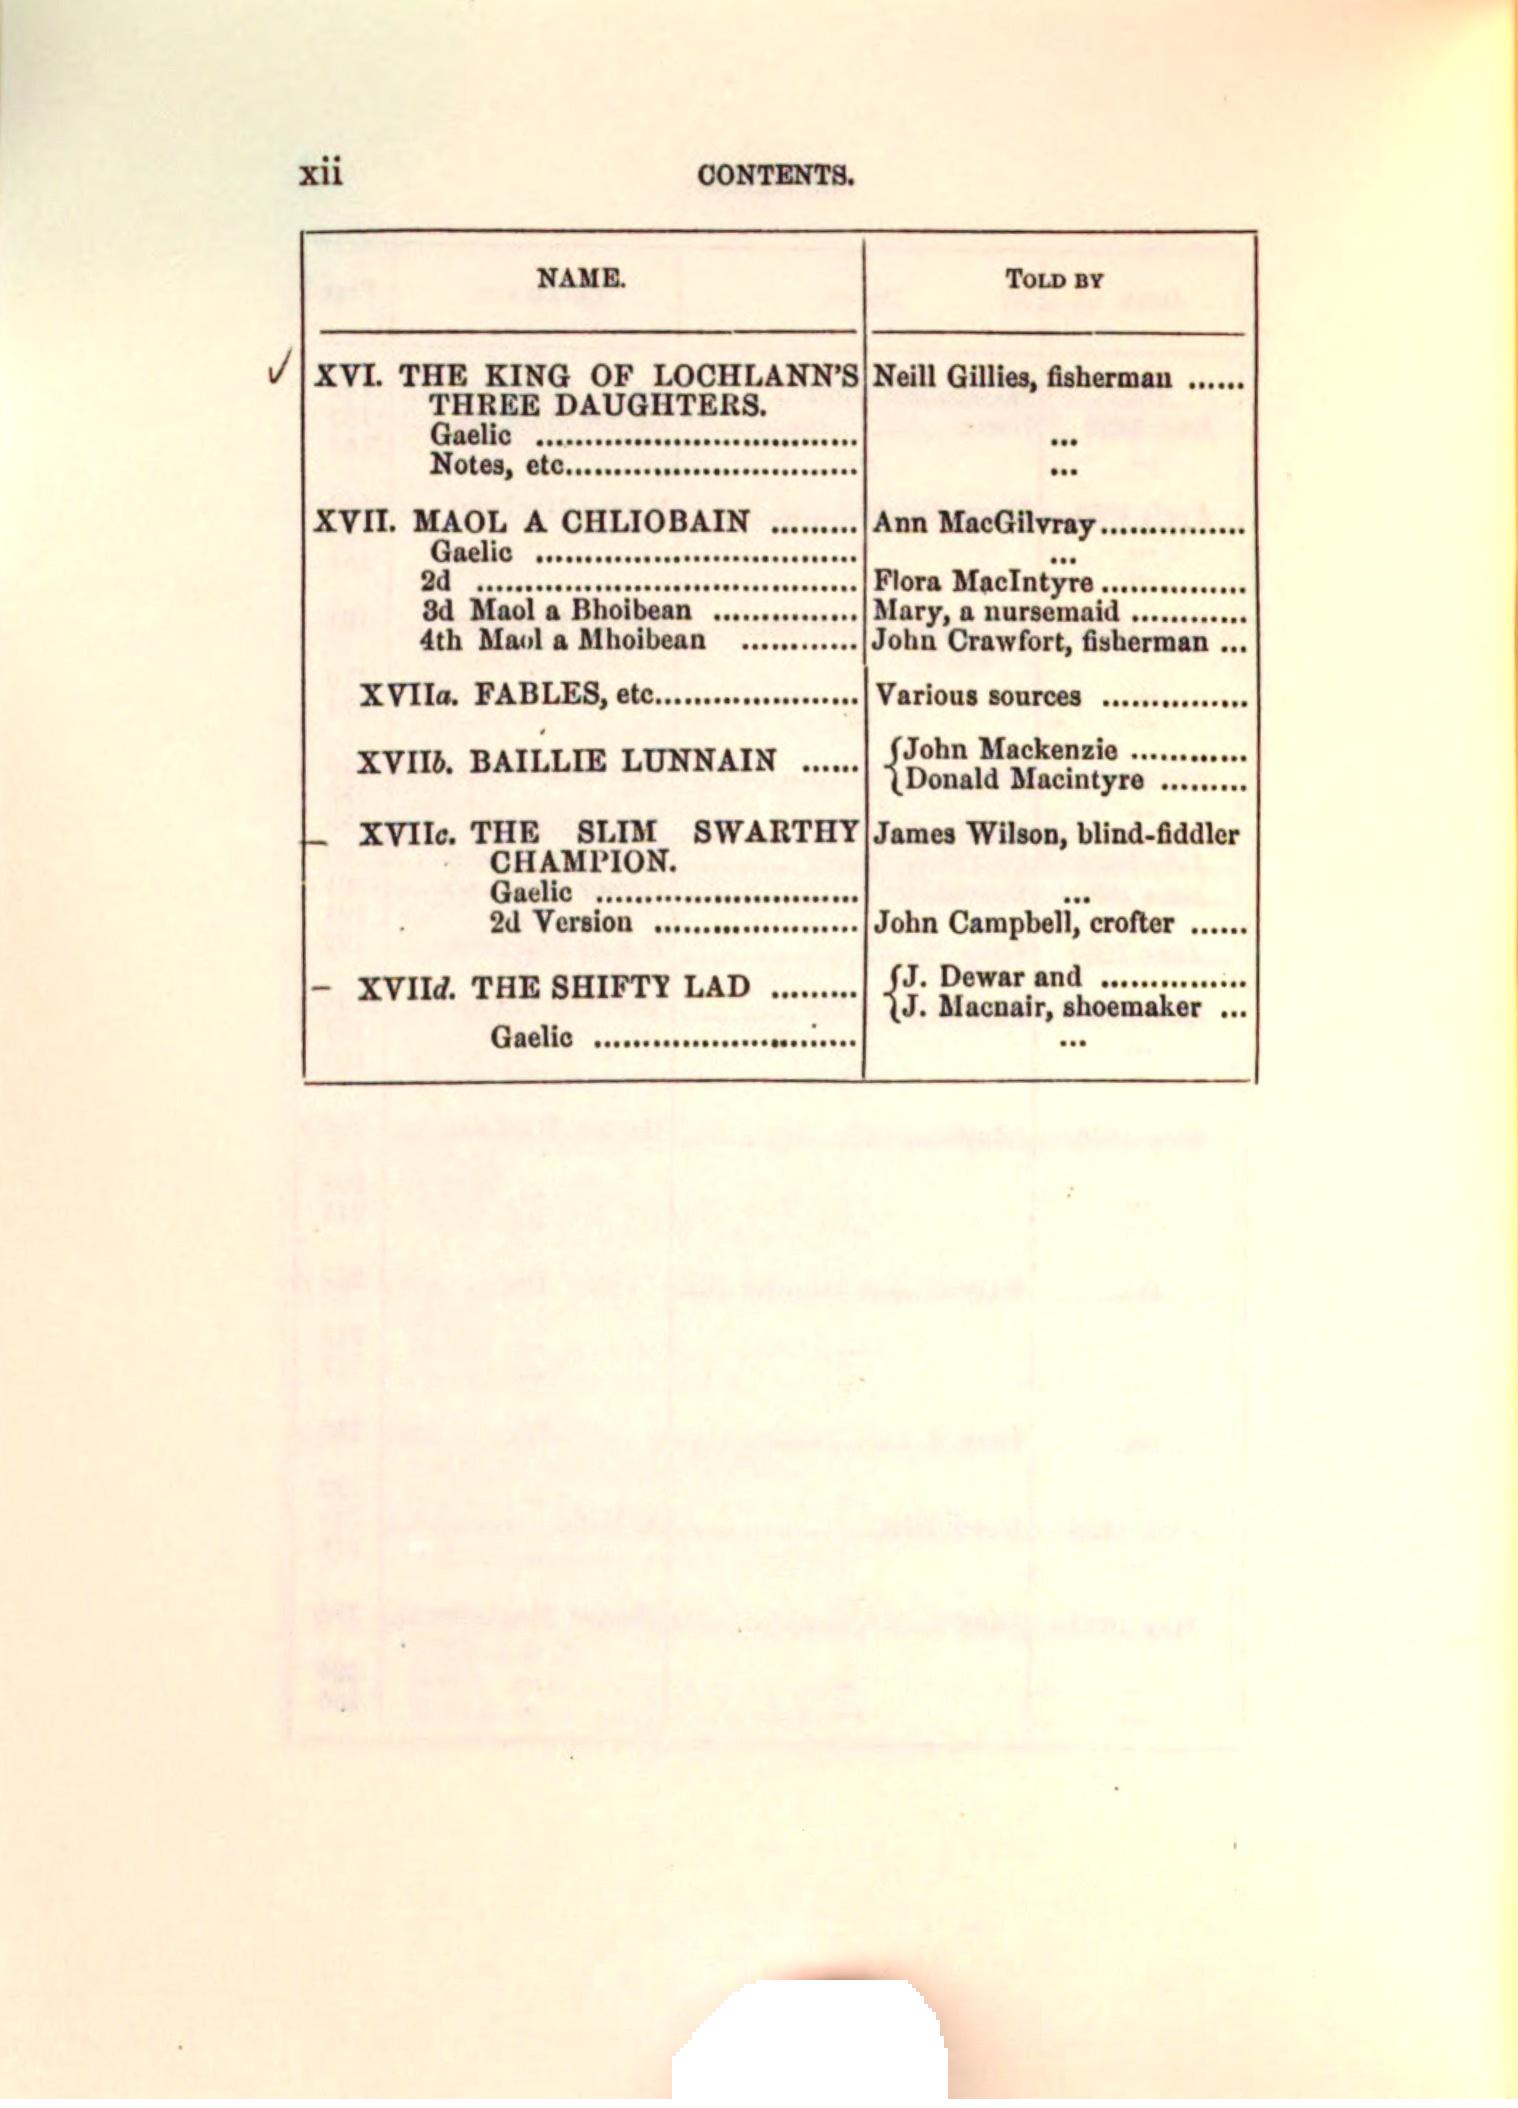 xii CONTENTS.
NAME. TOLD BY
XVI. THE KING OF LOCHLANN'S Neill Gillies, fisherman ......
THREE DAUGHTERS.
Gaelic ................................. ...
Notes, etc.............................. ...
XVII. MAOL A CHLIOBAIN ......... Ann MacGilvray...............
Gaelic ................................. ...
2d ....................................... Flora MacIntyre...............
3d Maol a Bhoibean ............... Mary, a nursemaid ............
4th Maol a Mhoibean ............ John Crawfort, fisherman ...
XVIIa. FABLES, etc..................... Various sources ...............
XVIIb. BAILLIE LUNNAIN ...... {John Mackenzie ............
{Donald Macintyre .........
XVIIc. THE SLIM SWARTHY James Wilson, blind-fiddler
CHAMPION.
Gaelic ........................... ...
2d Version ..................... John Campbell, crofter ......
XVIId. THE SHIFTY LAD ......... {J. Dewar and ...............
{J. Macnair, shoemaker ...
Gaelic ........................... ...